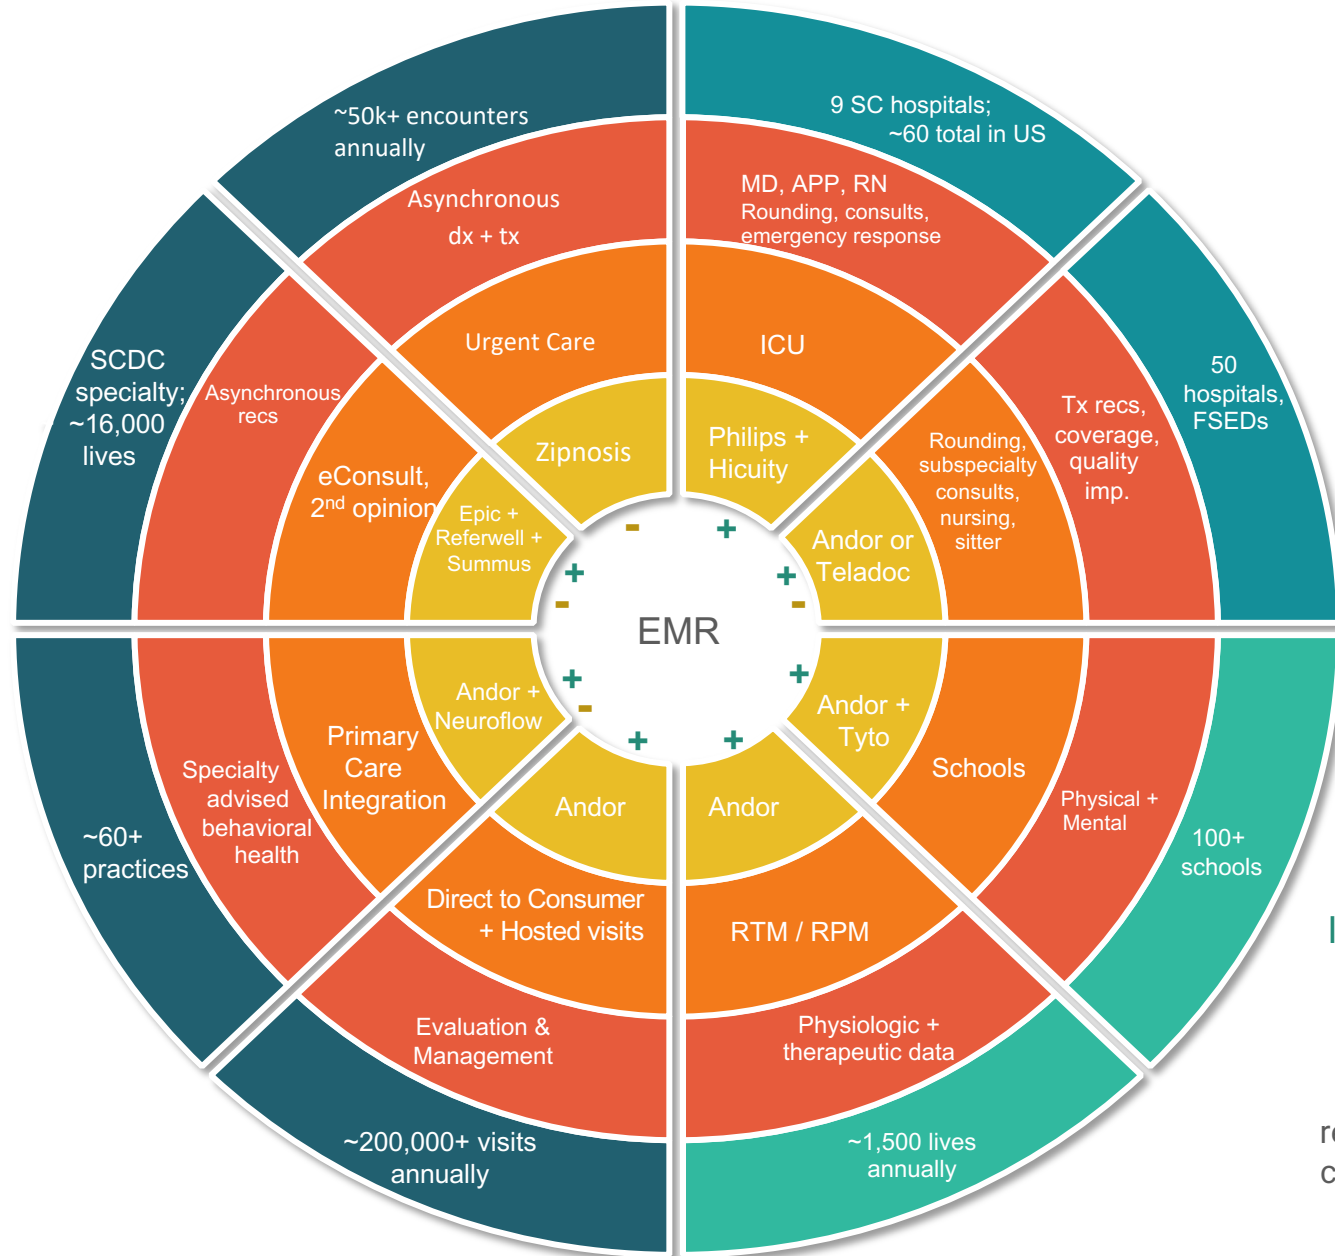 ~50k+ encounters
annually
Asynchronous
dx + tx
Urgent Care
Zipnosis
9 SC hospitals;
~60 total in US
MD, APP, RN
Rounding, consults,
emergency response
ICU
Philips +
Hicuity
50
hospitals,
FSEDs
Tx recs,
coverage,
quality
imp.
Rounding,
subspecialty
consults,
nursing,
sitter
Andor or
Teladoc
SCDC
specialty;
~16,000
lives
Asynchronous
recs
eConsult,
2nd opinion
Epic +
Referwell +
Summus
- +
+ +
- -
EMR
+ +
-
+ +
~60+
practices
Specialty
advised
behavioral
health
Primary
Care
Integration
Andor +
Neuroflow
Andor +
Tyto
Schools
Physical +
Mental
100+
schools
Andor
Direct to Consumer
+ Hosted visits
Evaluation &
Management
~200,000+ visits
annually
Andor
RTM / RPM
Physiologic +
therapeutic data
~1,500 lives
annually